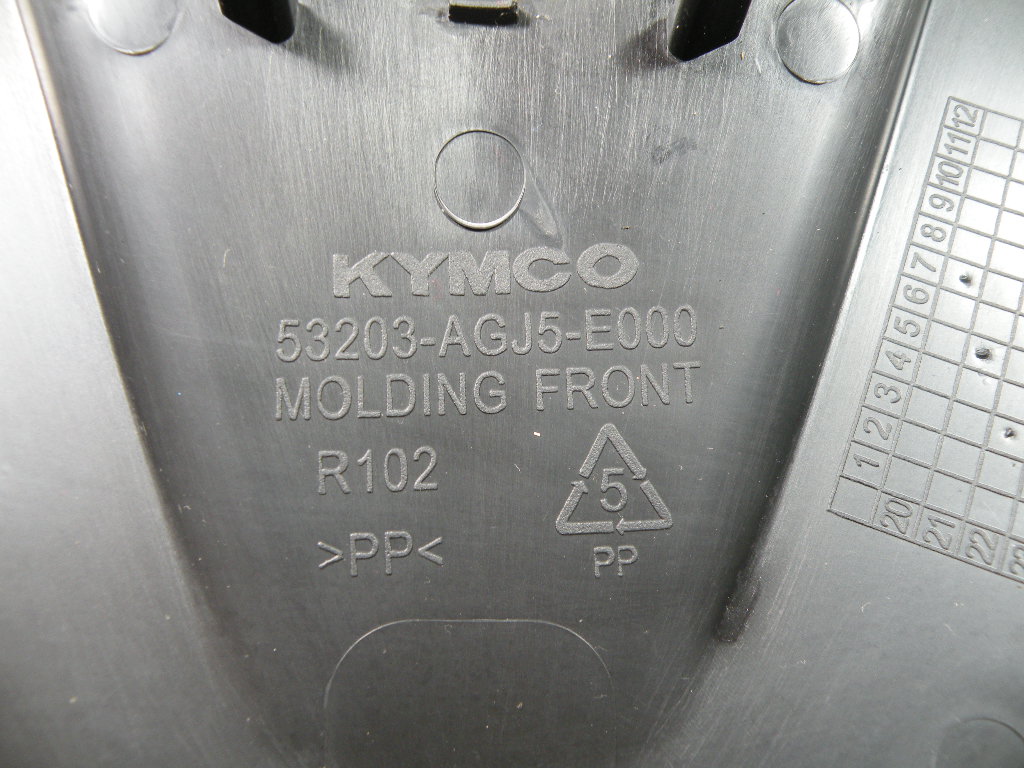 KYMCO
53203-AGJ5-E000
MOLDING FRONT
R102
5
>PP<
PP
1 2 3 4 5 6 7 8 9 10 11 12
20 21 22 23